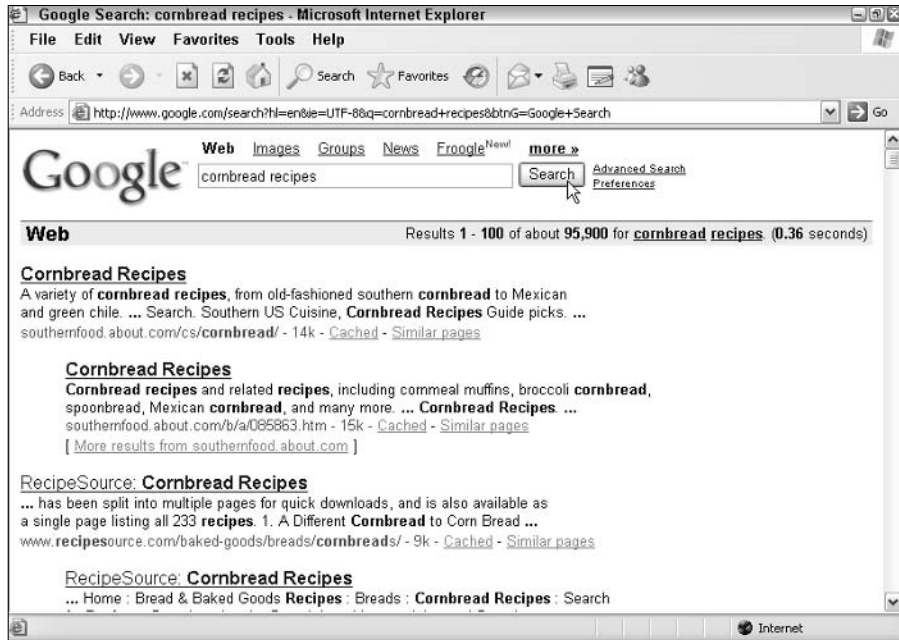 Google Search: cornbread recipes - Microsoft Internet Explorer
File Edit View Favorites Tools Help
Back Search Favorites
Address http://www.google.com/search?hl=en&ie=UTF-8&q=cornbread+recipes&btnG=Google+Search Go
Google Web Images Groups News Froogle New! more »
cornbread recipes Search Advanced Search
Preferences
Web Results 1 - 100 of about 95,900 for cornbread recipes. (0.36 seconds)
Cornbread Recipes
A variety of cornbread recipes, from old-fashioned southern cornbread to Mexican
and green chile. ... Search. Southern US Cuisine, Cornbread Recipes Guide picks. ...
southernfood.about.com/cs/cornbread/ - 14k - Cached - Similar pages
Cornbread Recipes
Cornbread recipes and related recipes, including cornmeal muffins, broccoli cornbread,
spoonbread, Mexican cornbread, and many more. ... Cornbread Recipes. ...
southernfood.about.com/b/a/085863.htm - 15k - Cached - Similar pages
[ More results from southernfood.about.com ]
RecipeSource: Cornbread Recipes
... has been split into multiple pages for quick downloads, and is also available as
a single page listing all 233 recipes. 1. A Different Cornbread to Corn Bread ...
www.recipesource.com/baked-goods/breads/cornbreads/ - 9k - Cached - Similar pages
RecipeSource: Cornbread Recipes
... Home : Bread & Baked Goods Recipes : Breads : Cornbread Recipes : Search
Internet